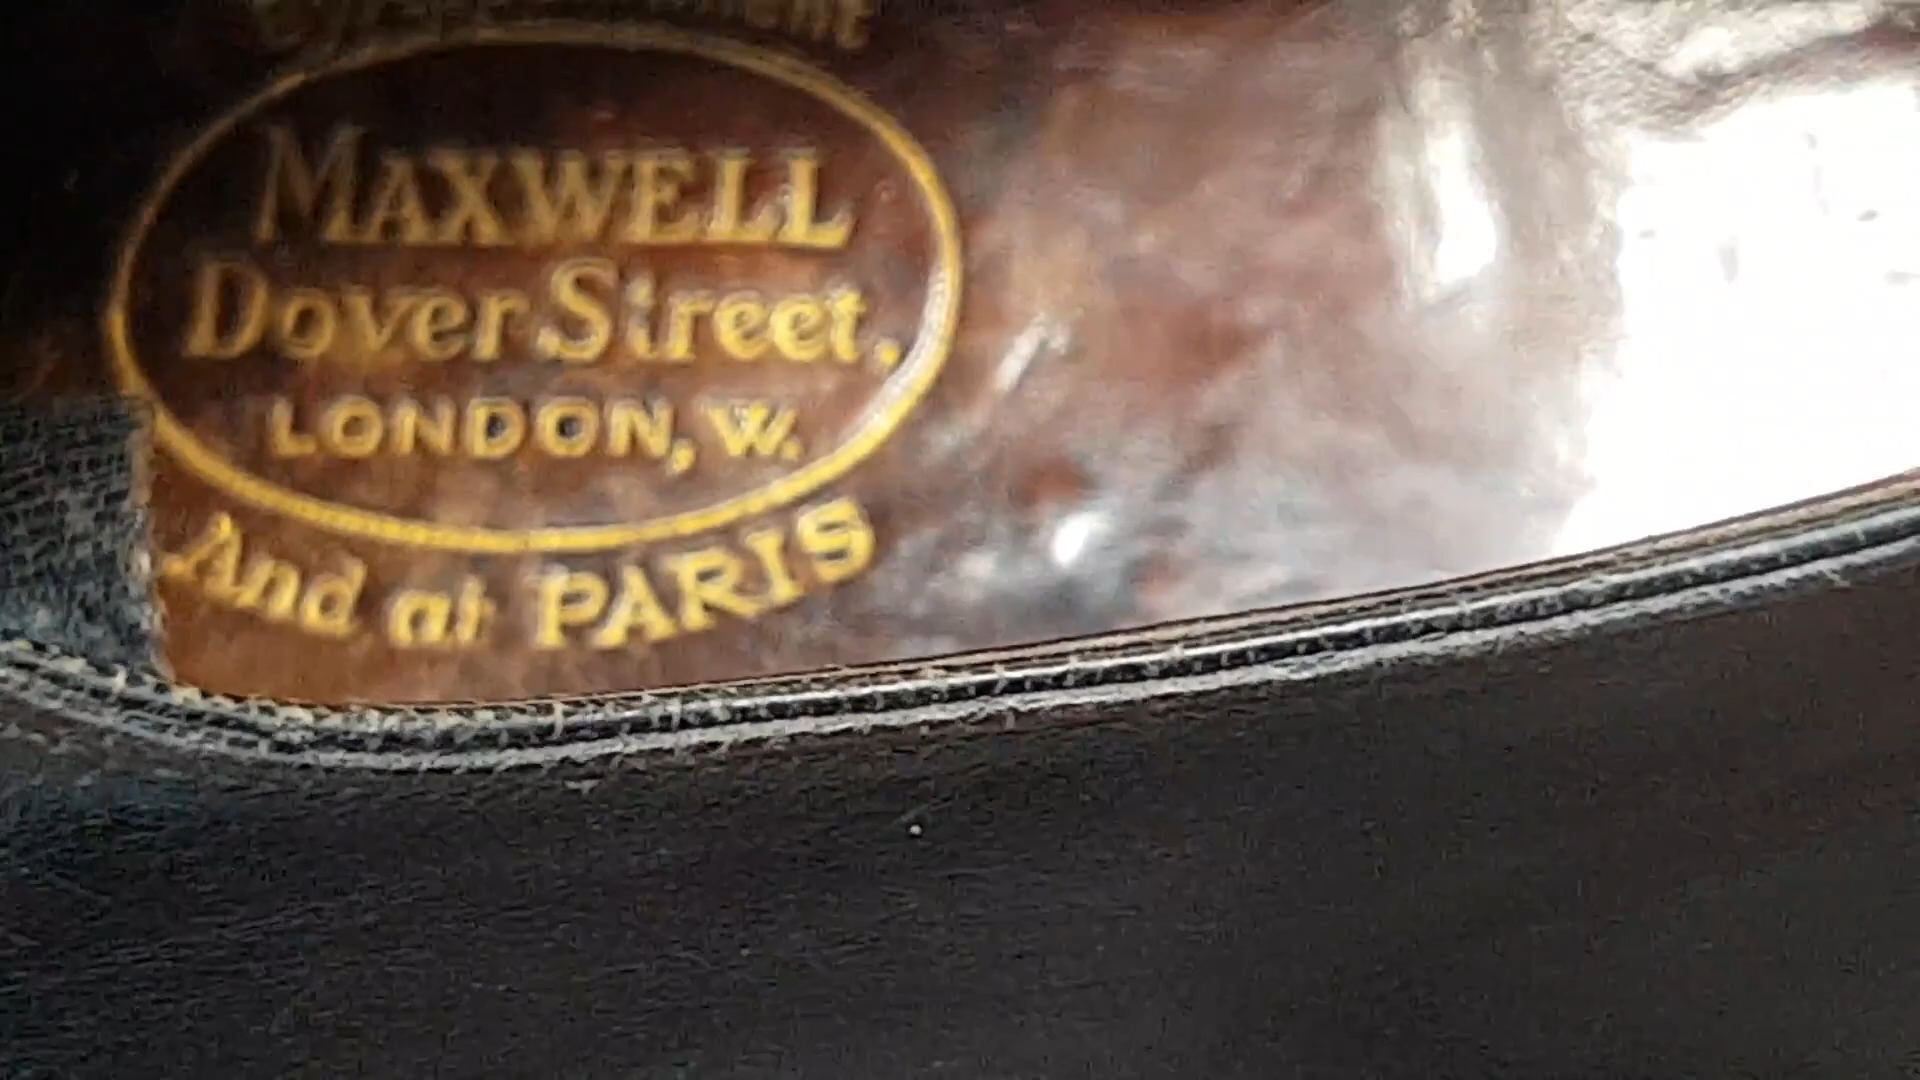 MAXWELL
Dover Street,
LONDON, W.
And at PARIS